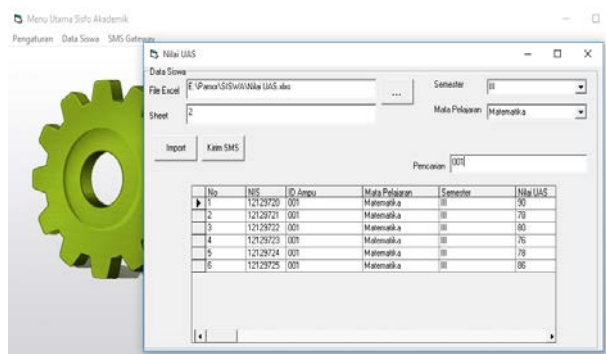 Menu Utama Sisfo Akademik
Pengaturan Data Siswa SMS Gateway
Nilai UAS
Data Siswa
File Excel E:\Pamor\SISWA\Nilai UAS.xlsx ... Semester III
Sheet 2 Mata Pelajaran Matematika
Import Kirim SMS
Pencarian 001
No NIS ID Ampu Mata Pelajaran Semester Nilai UAS
1 12129720 001 Matematika III 90
2 12129721 001 Matematika III 78
3 12129722 001 Matematika III 80
4 12129723 001 Matematika III 76
5 12129724 001 Matematika III 78
6 12129725 001 Matematika III 86